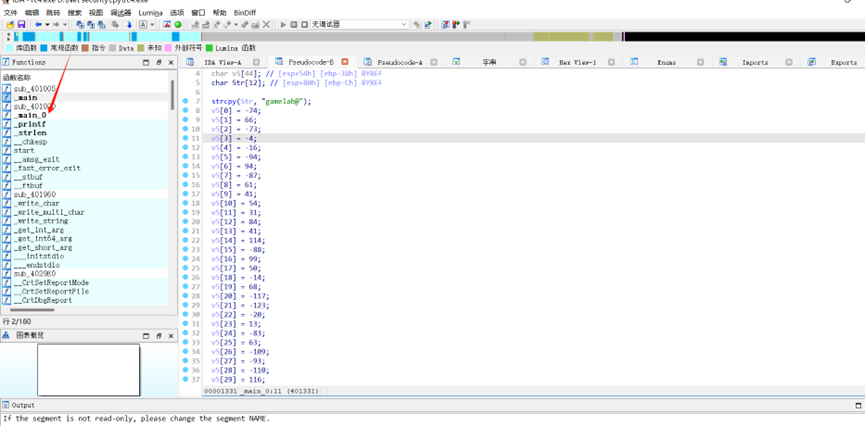 文件 编辑 跳转 搜索 视图 调试器 Lumina 选项 窗口 帮助 BinDiff
无调试器
库函数 常规函数 指令 Data 未知 外部符号 Lumina 函数
Functions
IDA View-A Pseudocode-B Pseudocode-A 字串 Hex View-1 Enums Imports Exports
函数名称
sub_401005
_main
_main_0
_printf
_strlen
__chkesp
start
__amsg_exit
_fast_error_exit
__stbuf
__ftbuf
sub_401960
_write_char
_write_multi_char
_write_string
_get_int_arg
_get_int64_arg
_get_short_arg
___initstdio
___endstdio
__CrtSetReportMode
__CrtSetReportFile
__CrtDbgReport
行 2/180
图表概览
4 char v5[44]; // [esp+54h] [ebp-38h] BYREF
5 char Str[12]; // [esp+80h] [ebp-Ch] BYREF
6
7 strcpy(Str, "gamelab@");
8 v5[0] = -74;
9 v5[1] = 66;
10 v5[2] = -73;
11 v5[3] = -4;
12 v5[4] = -16;
13 v5[5] = -94;
14 v5[6] = 94;
15 v5[7] = -87;
16 v5[8] = 61;
17 v5[9] = 41;
18 v5[10] = 54;
19 v5[11] = 31;
20 v5[12] = 84;
21 v5[13] = 41;
22 v5[14] = 114;
23 v5[15] = -88;
24 v5[16] = 99;
25 v5[17] = 50;
26 v5[18] = -14;
27 v5[19] = 68;
28 v5[20] = -117;
29 v5[21] = -123;
30 v5[22] = -20;
31 v5[23] = 13;
32 v5[24] = -83;
33 v5[25] = 63;
34 v5[26] = -109;
35 v5[27] = -93;
36 v5[28] = -110;
37 v5[29] = 116;
00001331 _main_0:11 (401331)
Output
If the segment is not read-only, please change the segment NAME.